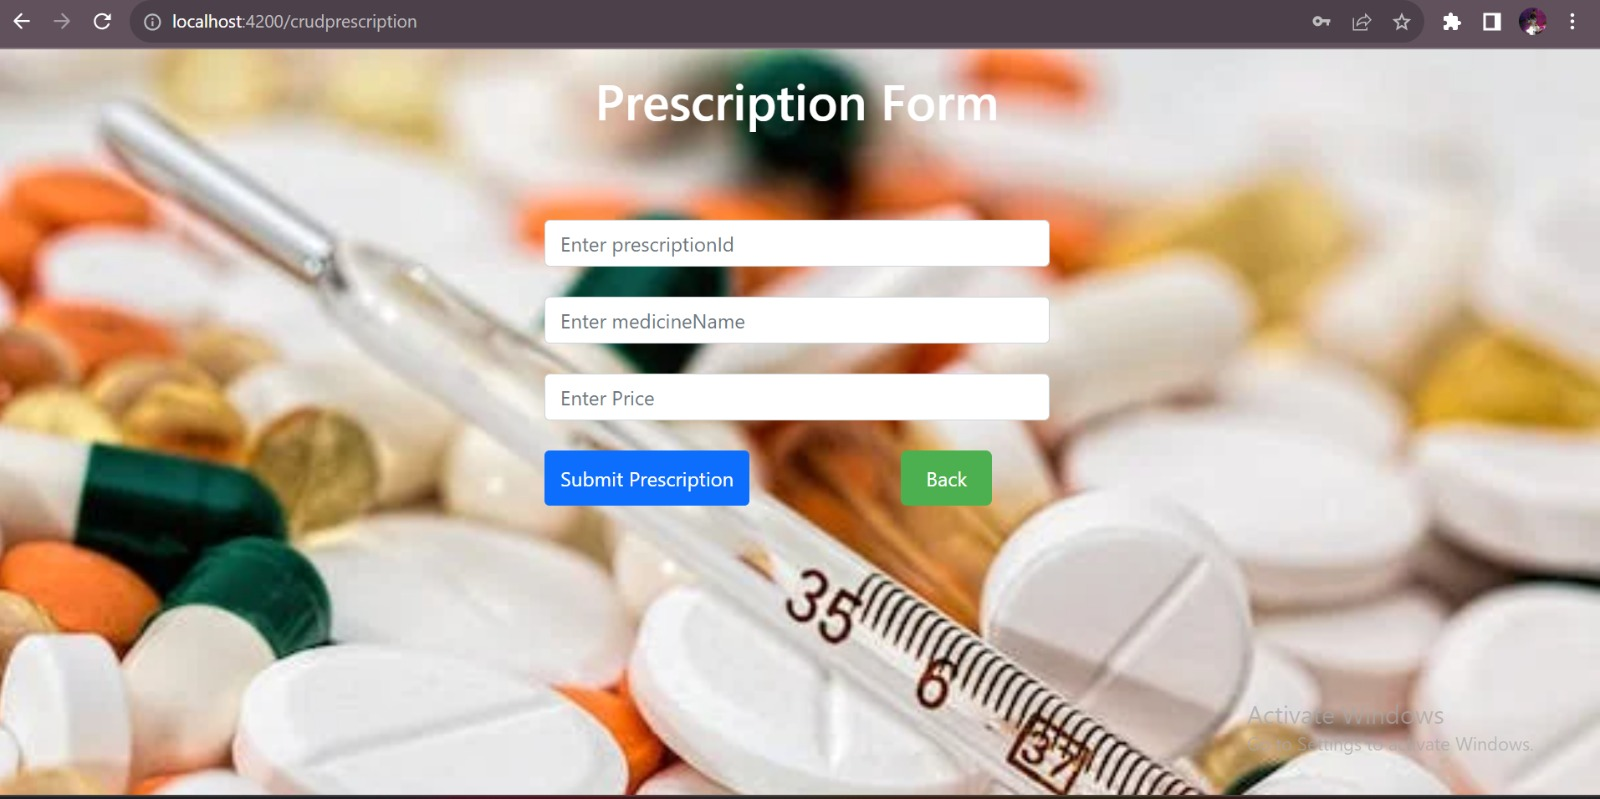 localhost:4200/crudprescription
Prescription Form
Enter prescriptionId
Enter medicineName
Enter Price
Submit Prescription
Back
35
6
37
Activate Windows
Go to Settings to activate Windows.